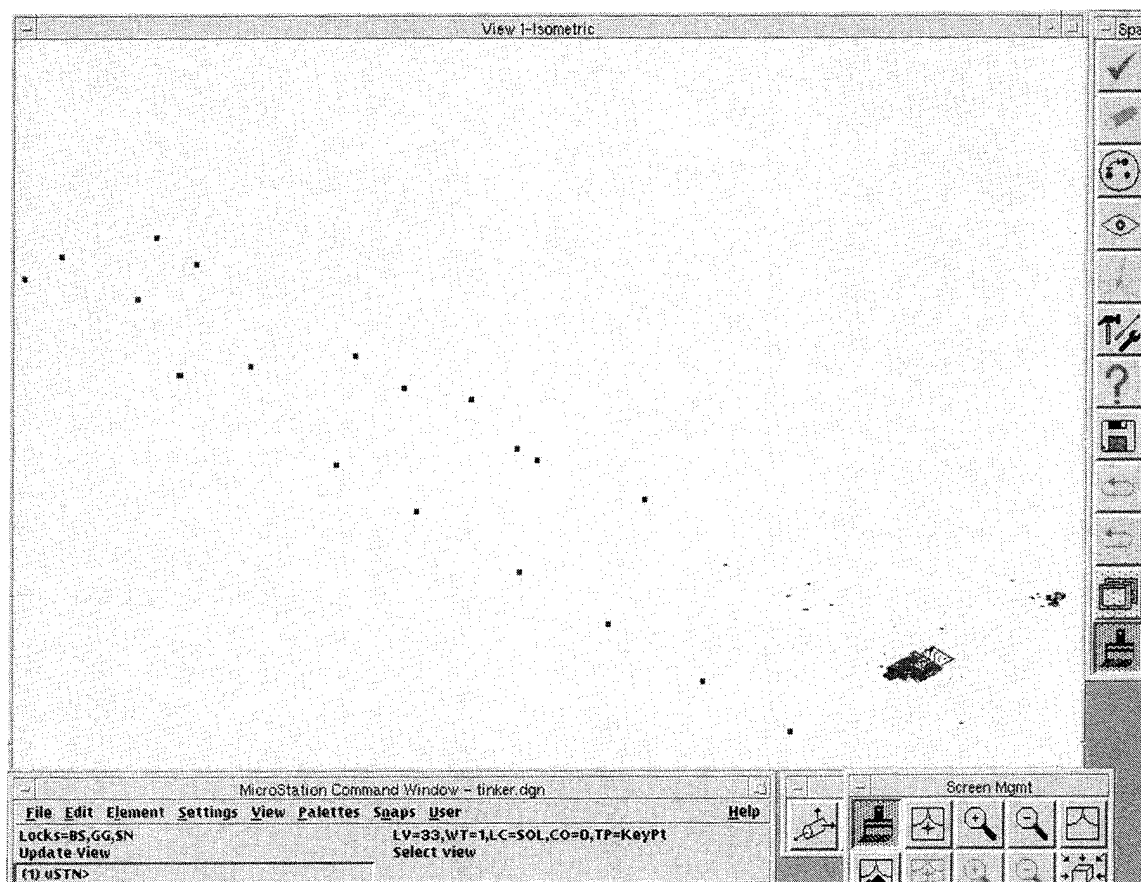 View 1-Isometric
Spa
MicroStation Command Window - tinker.dgn
File Edit Element Settings View Palettes Snaps User Help
Locks=BS,GG,SN LV=33,WT=1,LC=SOL,CO=0,TP=KeyPt
Update View Select view
(1) uSTN>
Screen Mgmt